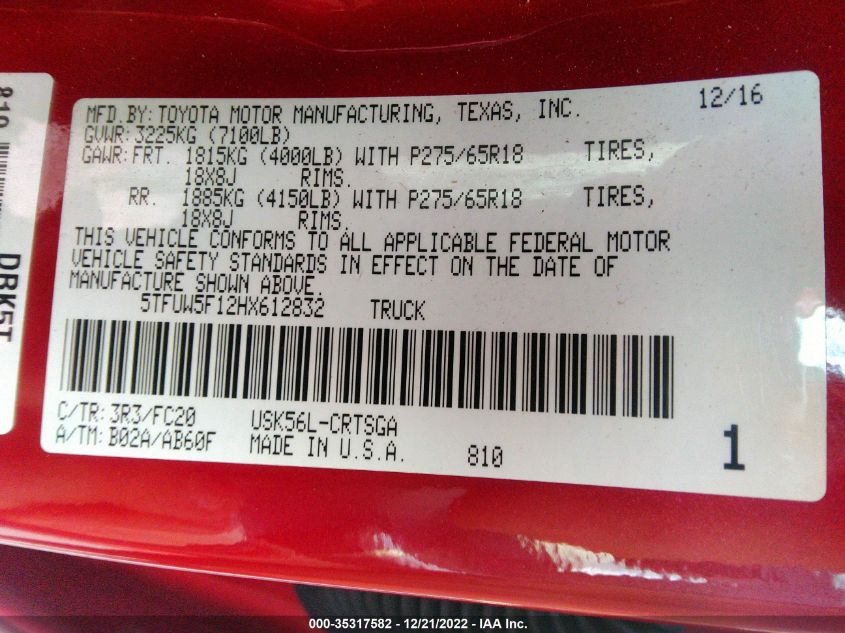 810
DBK5T
MFD.BY: TOYOTA MOTOR MANUFACTURING, TEXAS, INC. 12/16
GVWR: 3225KG (7100LB)
GAWR: FRT. 1815KG (4000LB) WITH P275/65R18 TIRES,
18X8J RIMS.
RR. 1885KG (4150LB) WITH P275/65R18 TIRES,
18X8J RIMS.
THIS VEHICLE CONFORMS TO ALL APPLICABLE FEDERAL MOTOR
VEHICLE SAFETY STANDARDS IN EFFECT ON THE DATE OF
MANUFACTURE SHOWN ABOVE.
5TFUW5F12HX612832 TRUCK
C/TR: 3R3/FC20 USK56L-CRTSGA
A/TM: B02A/AB60F MADE IN U.S.A. 810 1
000-35317582 - 12/21/2022 - IAA Inc.